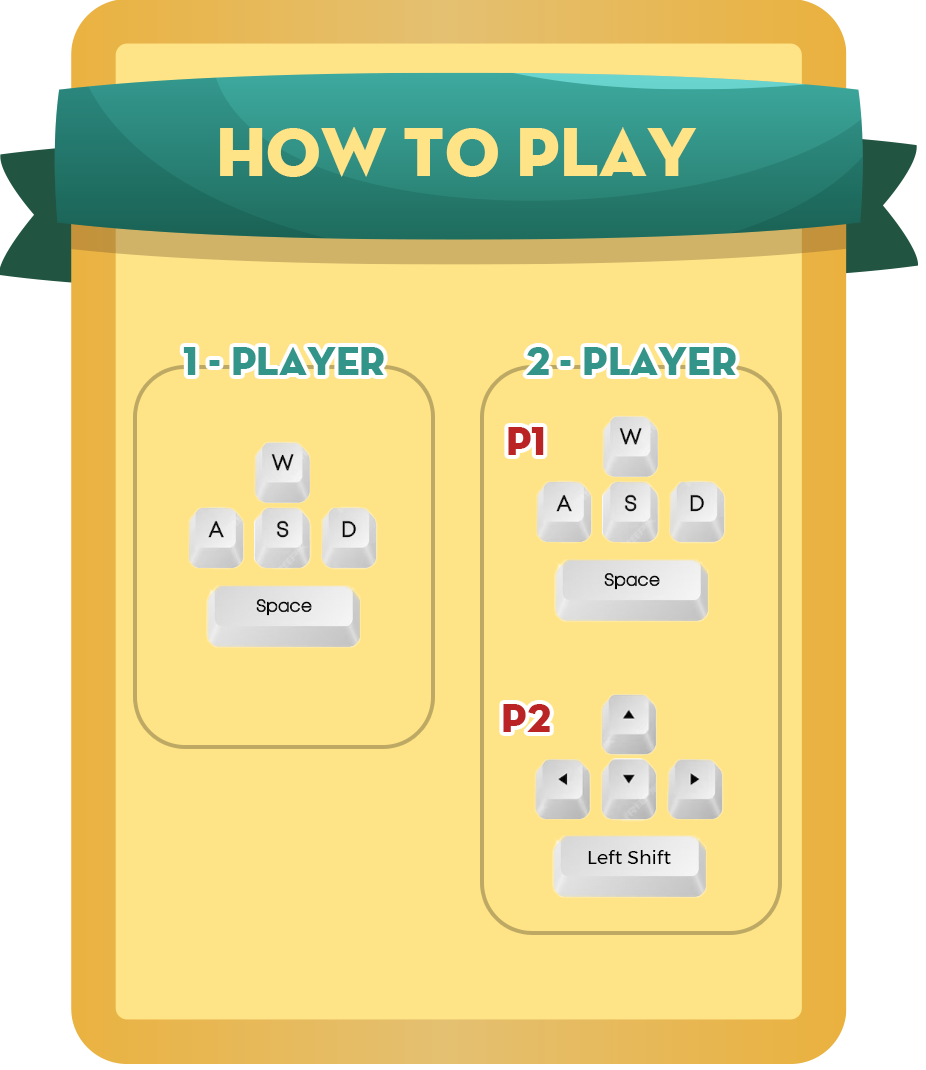 HOW TO PLAY
1 - PLAYER
W
A S D
Space
2 - PLAYER
P1
W
A S D
Space
P2
▲
◄ ▼ ►
Left Shift